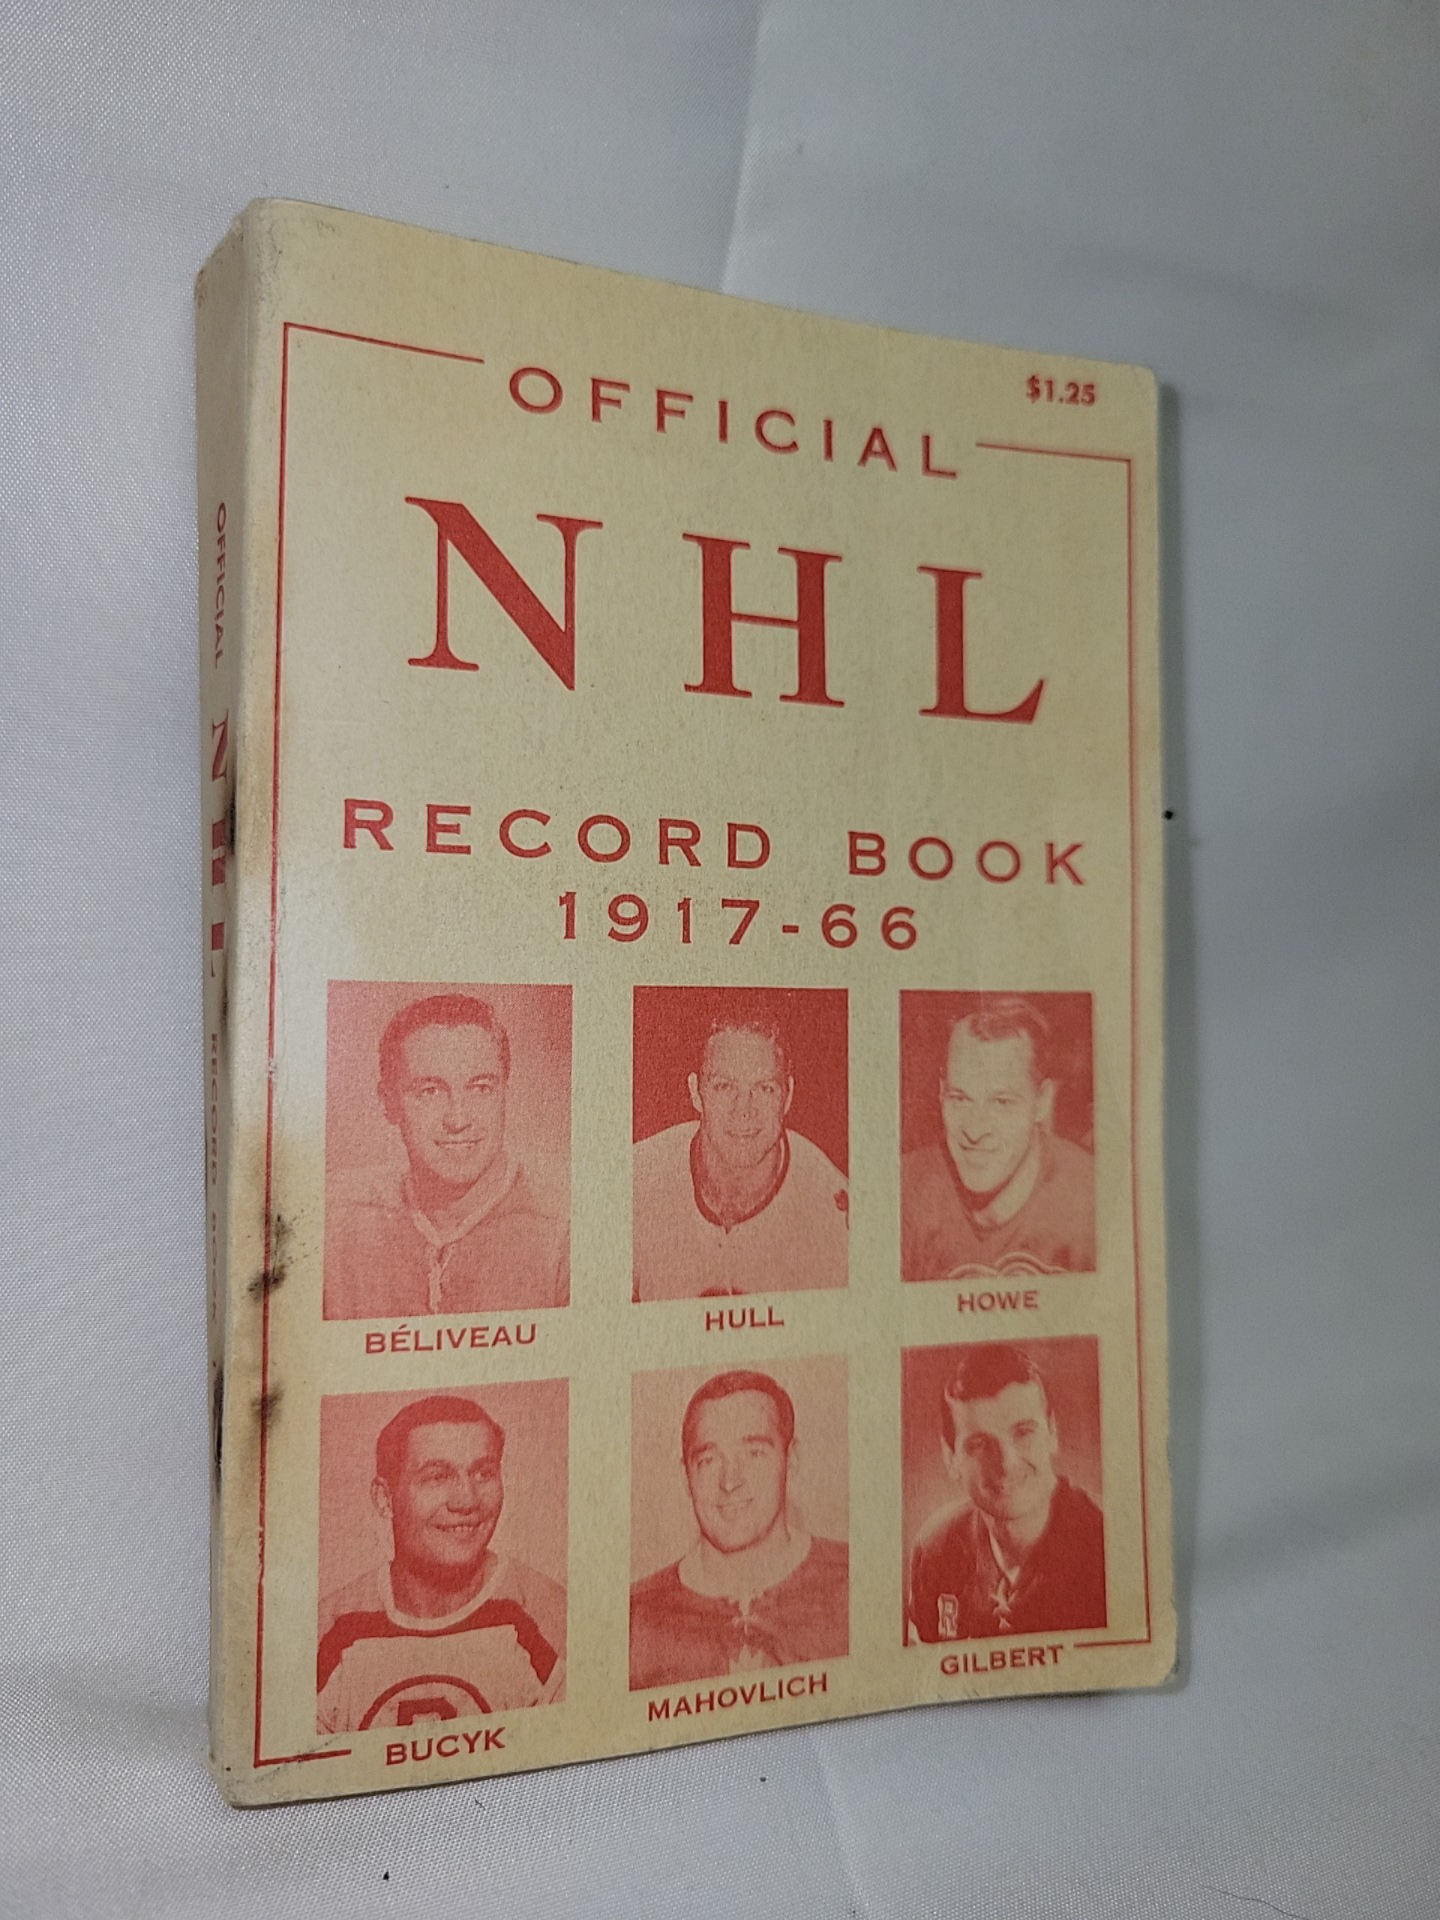 $1.25
OFFICIAL
NHL
RECORD BOOK
1917-66
BÉLIVEAU
HULL
HOWE
BUCYK
MAHOVLICH
GILBERT
OFFICIAL NHL RECORD BOOK